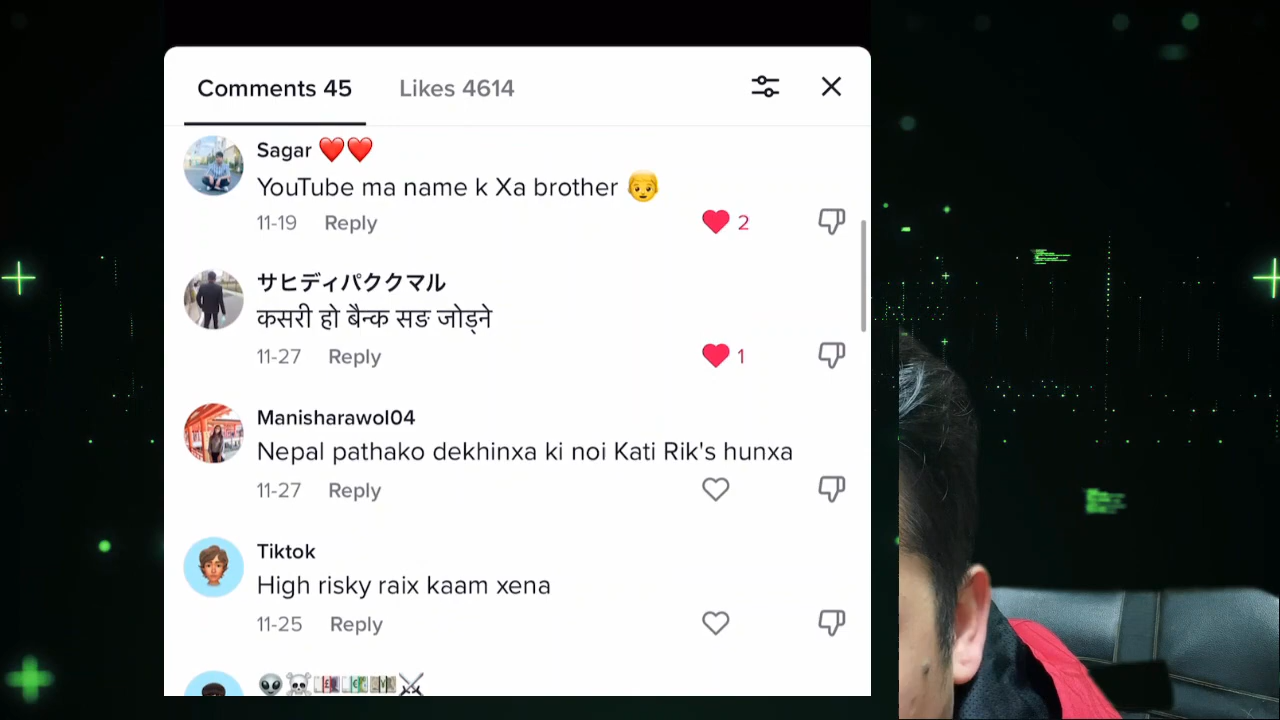 Comments 45
Likes 4614
Sagar ❤️❤️
YouTube ma name k Xa brother 👨‍🦳
11-19 Reply
2
サヒディパククマル
कसरी हो बैन्क सङ जोड्ने
11-27 Reply
1
Manisharawol04
Nepal pathako dekhinxa ki noi Kati Rik's hunxa
11-27 Reply
Tiktok
High risky raix kaam xena
11-25 Reply
👽☠️💷💶💴⚔️